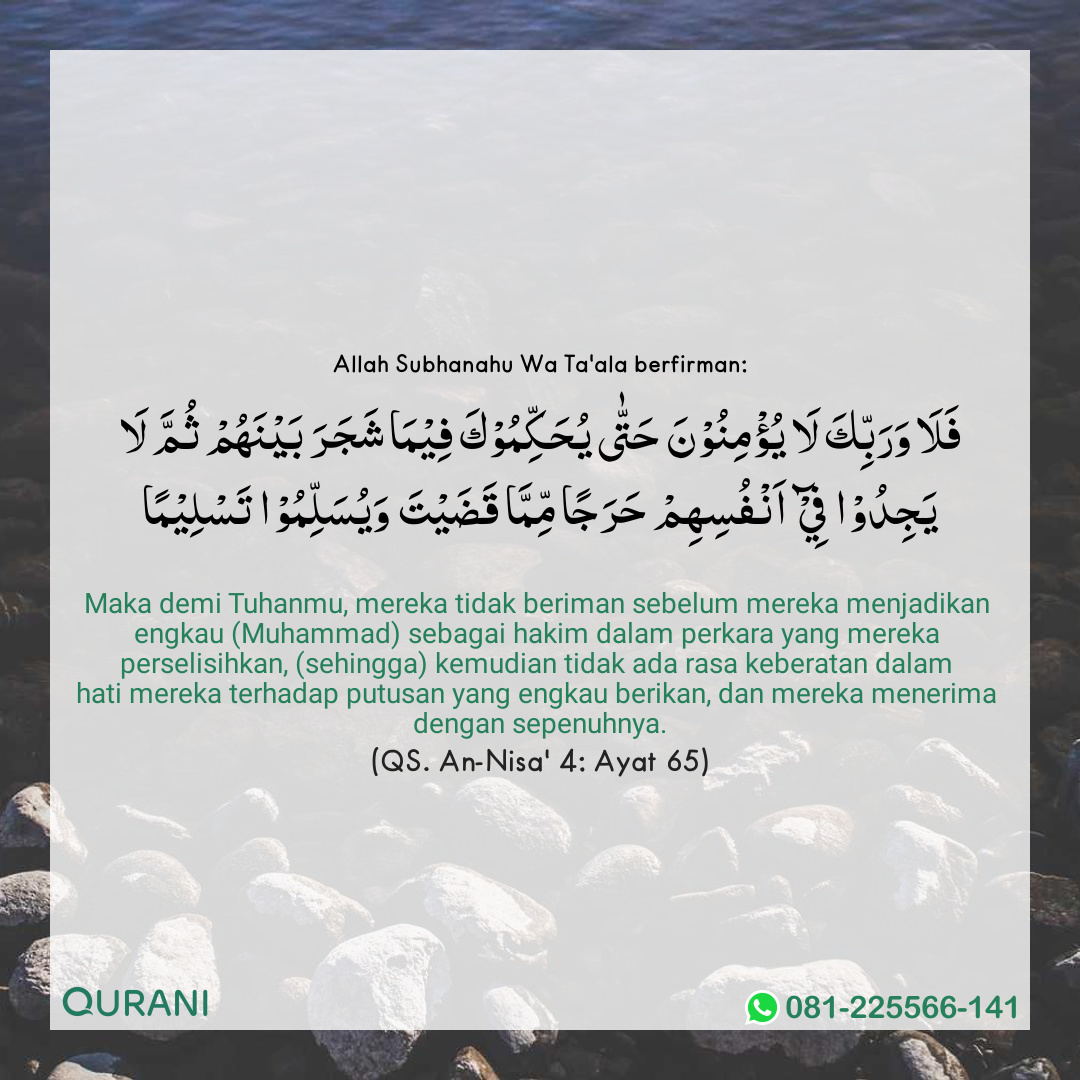 Allah Subhanahu Wa Ta'ala berfirman:
فَلَا وَرَبِّكَ لَا يُؤْمِنُوْنَ حَتّٰى يُحَكِّمُوْكَ فِيْمَا شَجَرَ بَيْنَهُمْ ثُمَّ لَا
يَجِدُوْا فِيْۤ اَنْفُسِهِمْ حَرَجًا مِّمَّا قَضَيْتَ وَيُسَلِّمُوْا تَسْلِيْمًا
Maka demi Tuhanmu, mereka tidak beriman sebelum mereka menjadikan
engkau (Muhammad) sebagai hakim dalam perkara yang mereka
perselisihkan, (sehingga) kemudian tidak ada rasa keberatan dalam
hati mereka terhadap putusan yang engkau berikan, dan mereka menerima
dengan sepenuhnya.
(QS. An-Nisa' 4: Ayat 65)
QURANI
081-225566-141